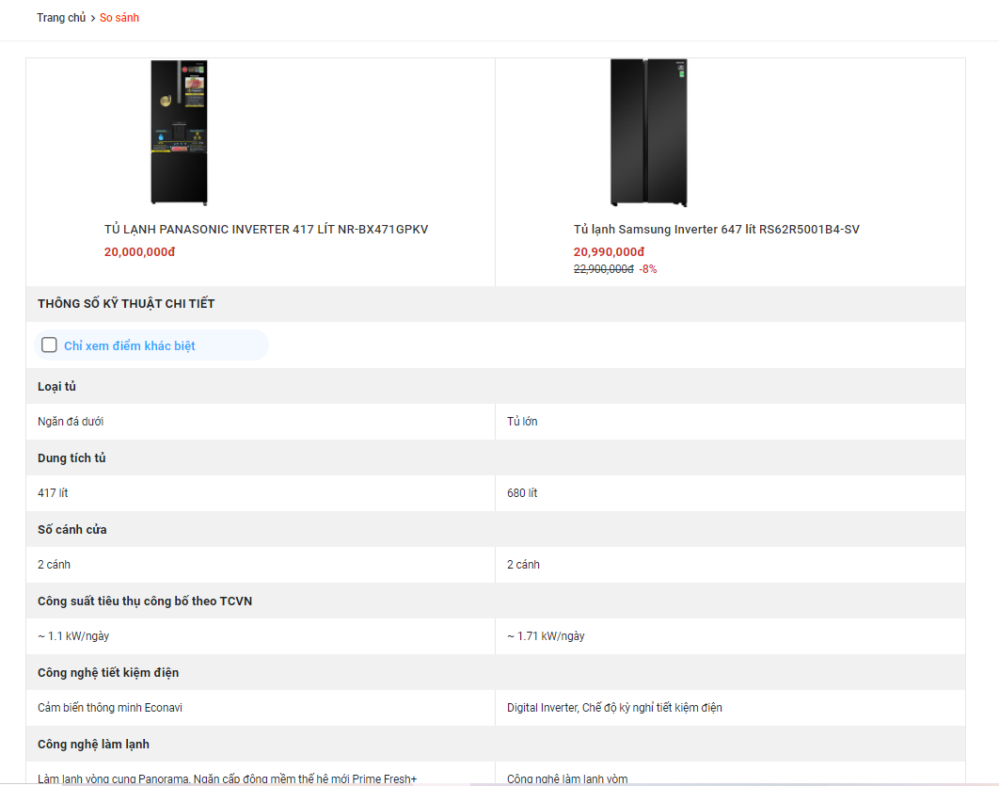 Trang chủ > So sánh
TỦ LẠNH PANASONIC INVERTER 417 LÍT NR-BX471GPKV
20,000,000đ
Tủ lạnh Samsung Inverter 647 lít RS62R5001B4-SV
20,990,000đ
22,900,000đ -8%
THÔNG SỐ KỸ THUẬT CHI TIẾT
Chỉ xem điểm khác biệt
Loại tủ
Ngăn đá dưới
Tủ lớn
Dung tích tủ
417 lít
680 lít
Số cánh cửa
2 cánh
2 cánh
Công suất tiêu thụ công bố theo TCVN
~ 1.1 kW/ngày
~ 1.71 kW/ngày
Công nghệ tiết kiệm điện
Cảm biến thông minh Econavi
Digital Inverter, Chế độ kỳ nghỉ tiết kiệm điện
Công nghệ làm lạnh
Làm lạnh vòng cung Panorama, Ngăn cấp đông mềm thế hệ mới Prime Fresh+
Công nghệ làm lạnh vòm